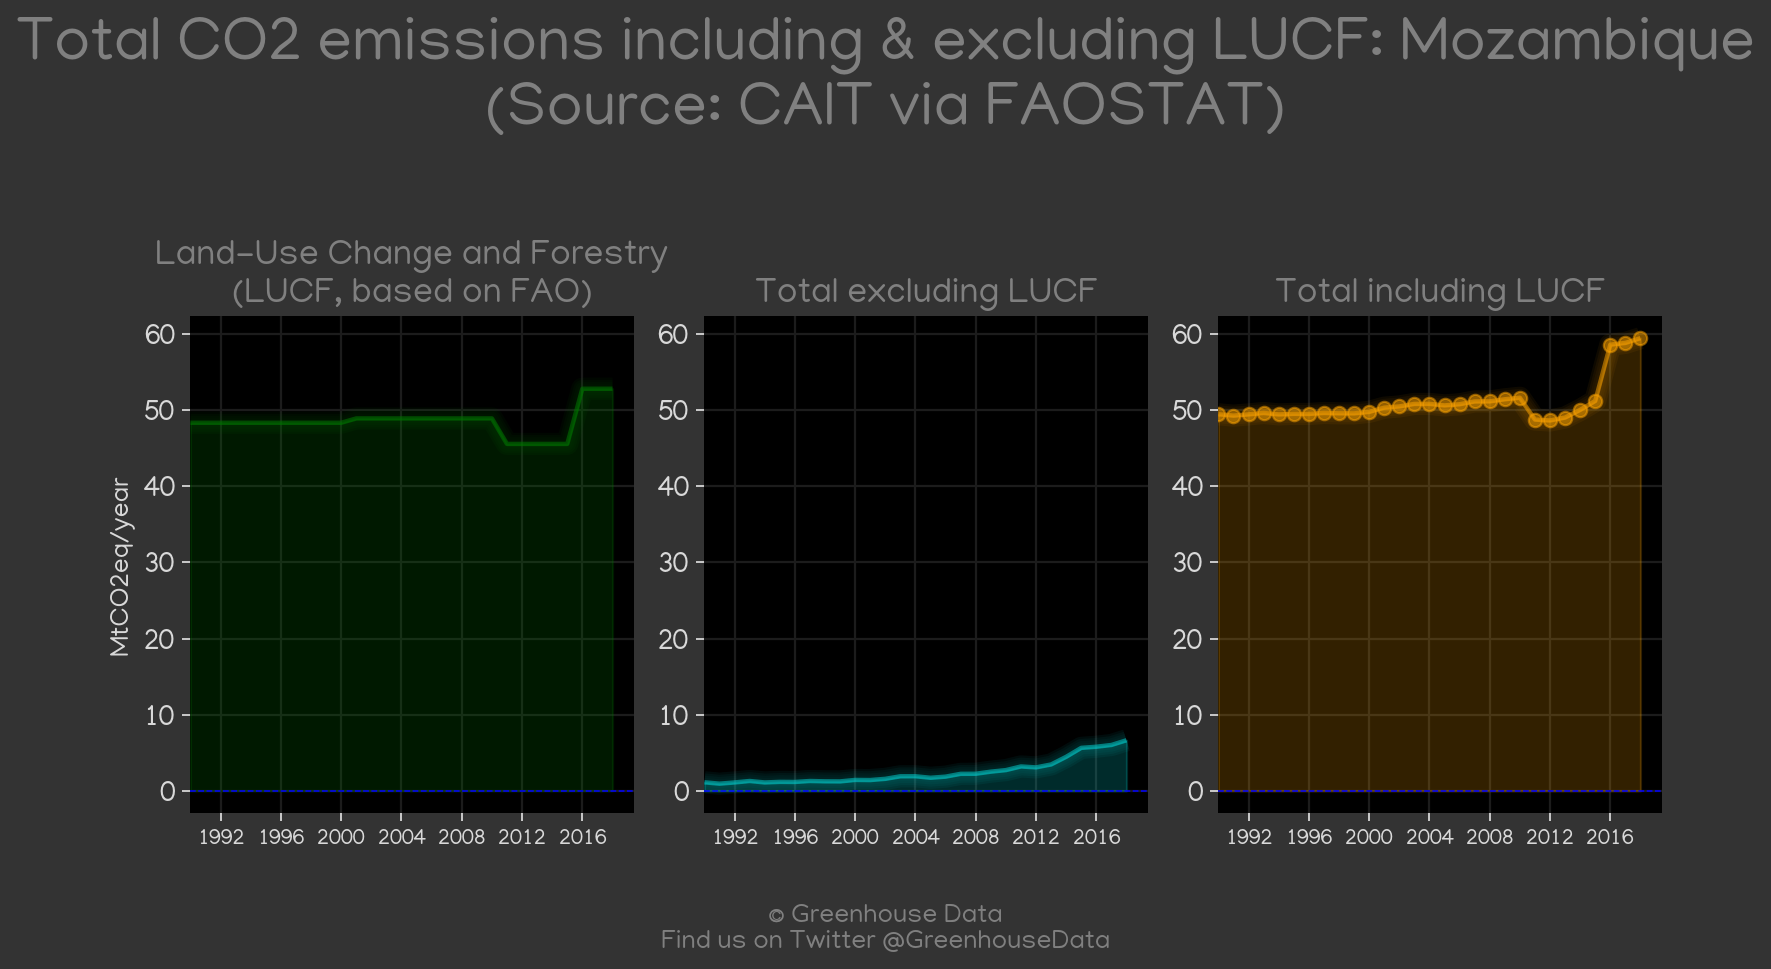 Total CO2 emissions including & excluding LUCF: Mozambique
(Source: CAIT via FAOSTAT)
Land-Use Change and Forestry
(LUCF, based on FAO)
Total excluding LUCF
Total including LUCF
MtCO2eq/year
60
50
40
30
20
10
0
1992 1996 2000 2004 2008 2012 2016
60
50
40
30
20
10
0
1992 1996 2000 2004 2008 2012 2016
60
50
40
30
20
10
0
1992 1996 2000 2004 2008 2012 2016
© Greenhouse Data
Find us on Twitter @GreenhouseData